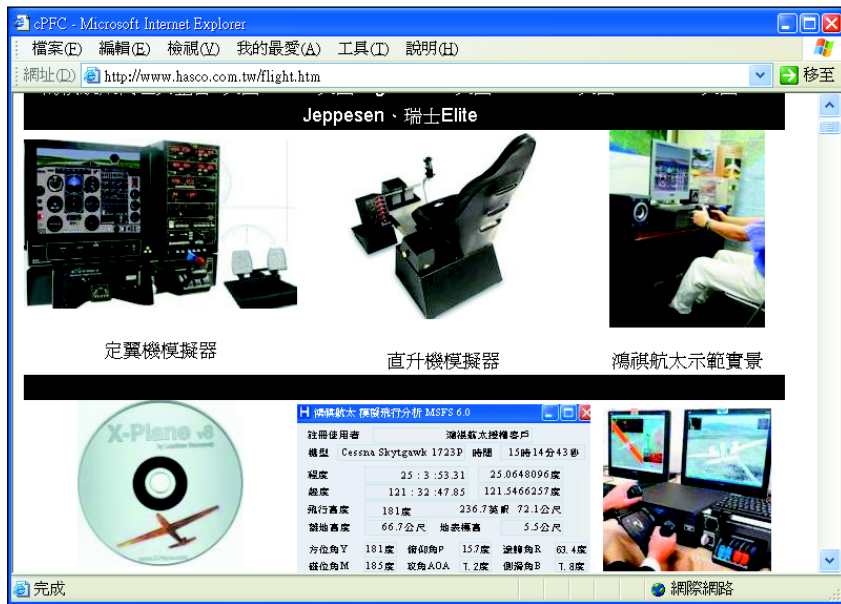 cPFC - Microsoft Internet Explorer
檔案(F) 編輯(E) 檢視(V) 我的最愛(A) 工具(T) 說明(H)
網址(D) http://www.hasco.com.tw/flight.htm 移至
Jeppesen、瑞士Elite
定翼機模擬器
直升機模擬器
鴻祺航太示範實景
X-Plane v8
www.X-Plane.com
鴻祺航太 模擬飛行分析 MSFS 6.0
註冊使用者 鴻祺航太授權客戶
機型 Cessna Skytgawk 1723P 時間 15時14分43秒
程度 25:3:53.31 25.0648096度
經度 121:32:47.85 121.5466257度
飛行高度 181度 236.7英呎 72.1公尺
離地高度 66.7公尺 地表標高 5.5公尺
方位角Y 181度 俯仰角P 15.7度 滾轉角R 63.4度
磁位角M 185度 攻角AOA 7.2度 側滑角B 7.8度
完成 網際網路